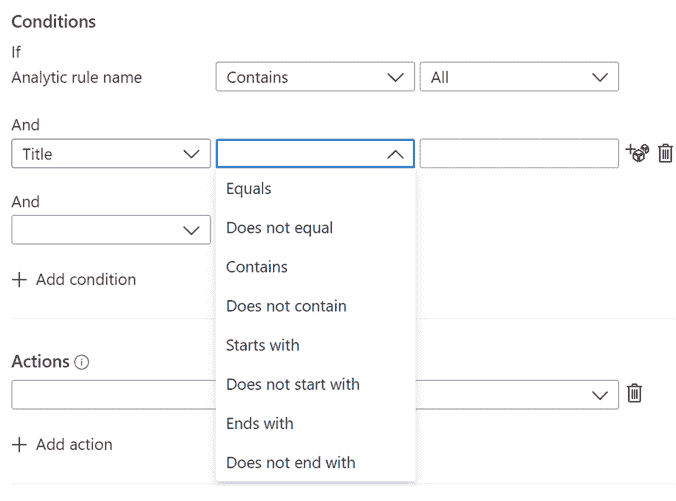 Conditions
If
Analytic rule name Contains All
And
Title
Equals
And
Does not equal
Contains
+ Add condition
Does not contain
Starts with
Actions
Does not start with
Ends with
+ Add action
Does not end with